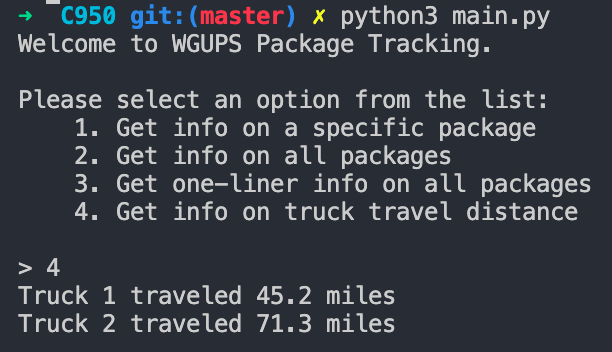 ➜  C950 git:(master) ✗ python3 main.py
Welcome to WGUPS Package Tracking.

Please select an option from the list:
    1. Get info on a specific package
    2. Get info on all packages
    3. Get one-liner info on all packages
    4. Get info on truck travel distance

> 4
Truck 1 traveled 45.2 miles
Truck 2 traveled 71.3 miles